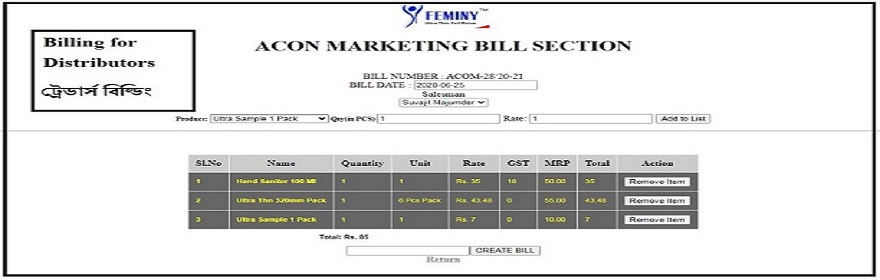 FEMINY™
Billing for
Distributors
ট্রেডার্স বিল্ডিং
ACON MARKETING BILL SECTION
BILL NUMBER : ACOM-28/20-21
BILL DATE : 2020-06-25
Salesman
Suvajit Majumder
Product: Ultra Sample 1 Pack Qty(in PCS) 1 Rate: 1 Add to List
Sl.No Name Quantity Unit Rate GST MRP Total Action
1 Hand Sanitor 100 Ml 1 1 Rs. 35 18 50.00 35 Remove Item
2 Ultra Thn 320mm Pack 1 6 Pcs Pack Rs. 43.48 0 55.00 43.48 Remove Item
3 Ultra Sample 1 Pack 1 1 Rs. 7 0 10.00 7 Remove Item
Total: Rs. 85
CREATE BILL
Return